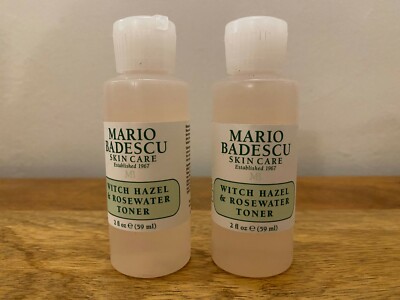 MARIO
BADESCU
SKIN CARE
Established 1967
WITCH HAZEL
& ROSEWATER
TONER
2 fl oz ℮ (59 ml)
MARIO
BADESCU
SKIN CARE
Established 1967
WITCH HAZEL
& ROSEWATER
TONER
2 fl oz ℮ (59 ml)